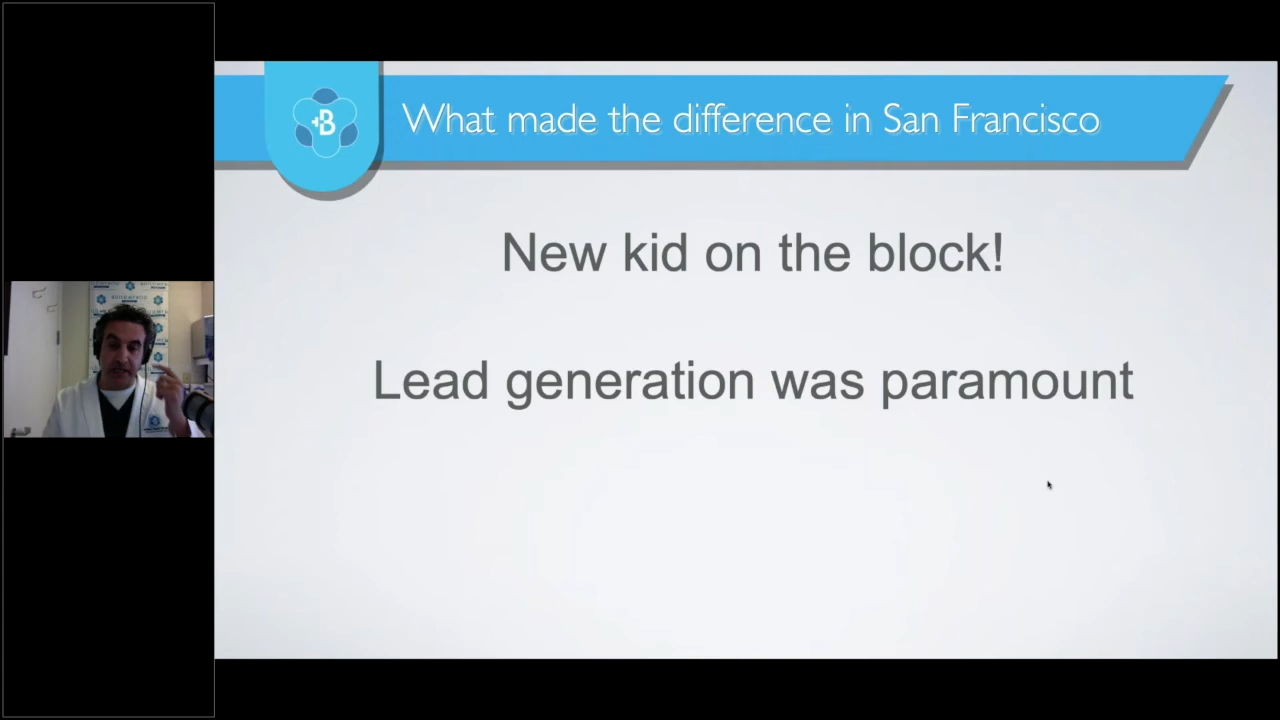 +B
What made the difference in San Francisco
New kid on the block!
Lead generation was paramount